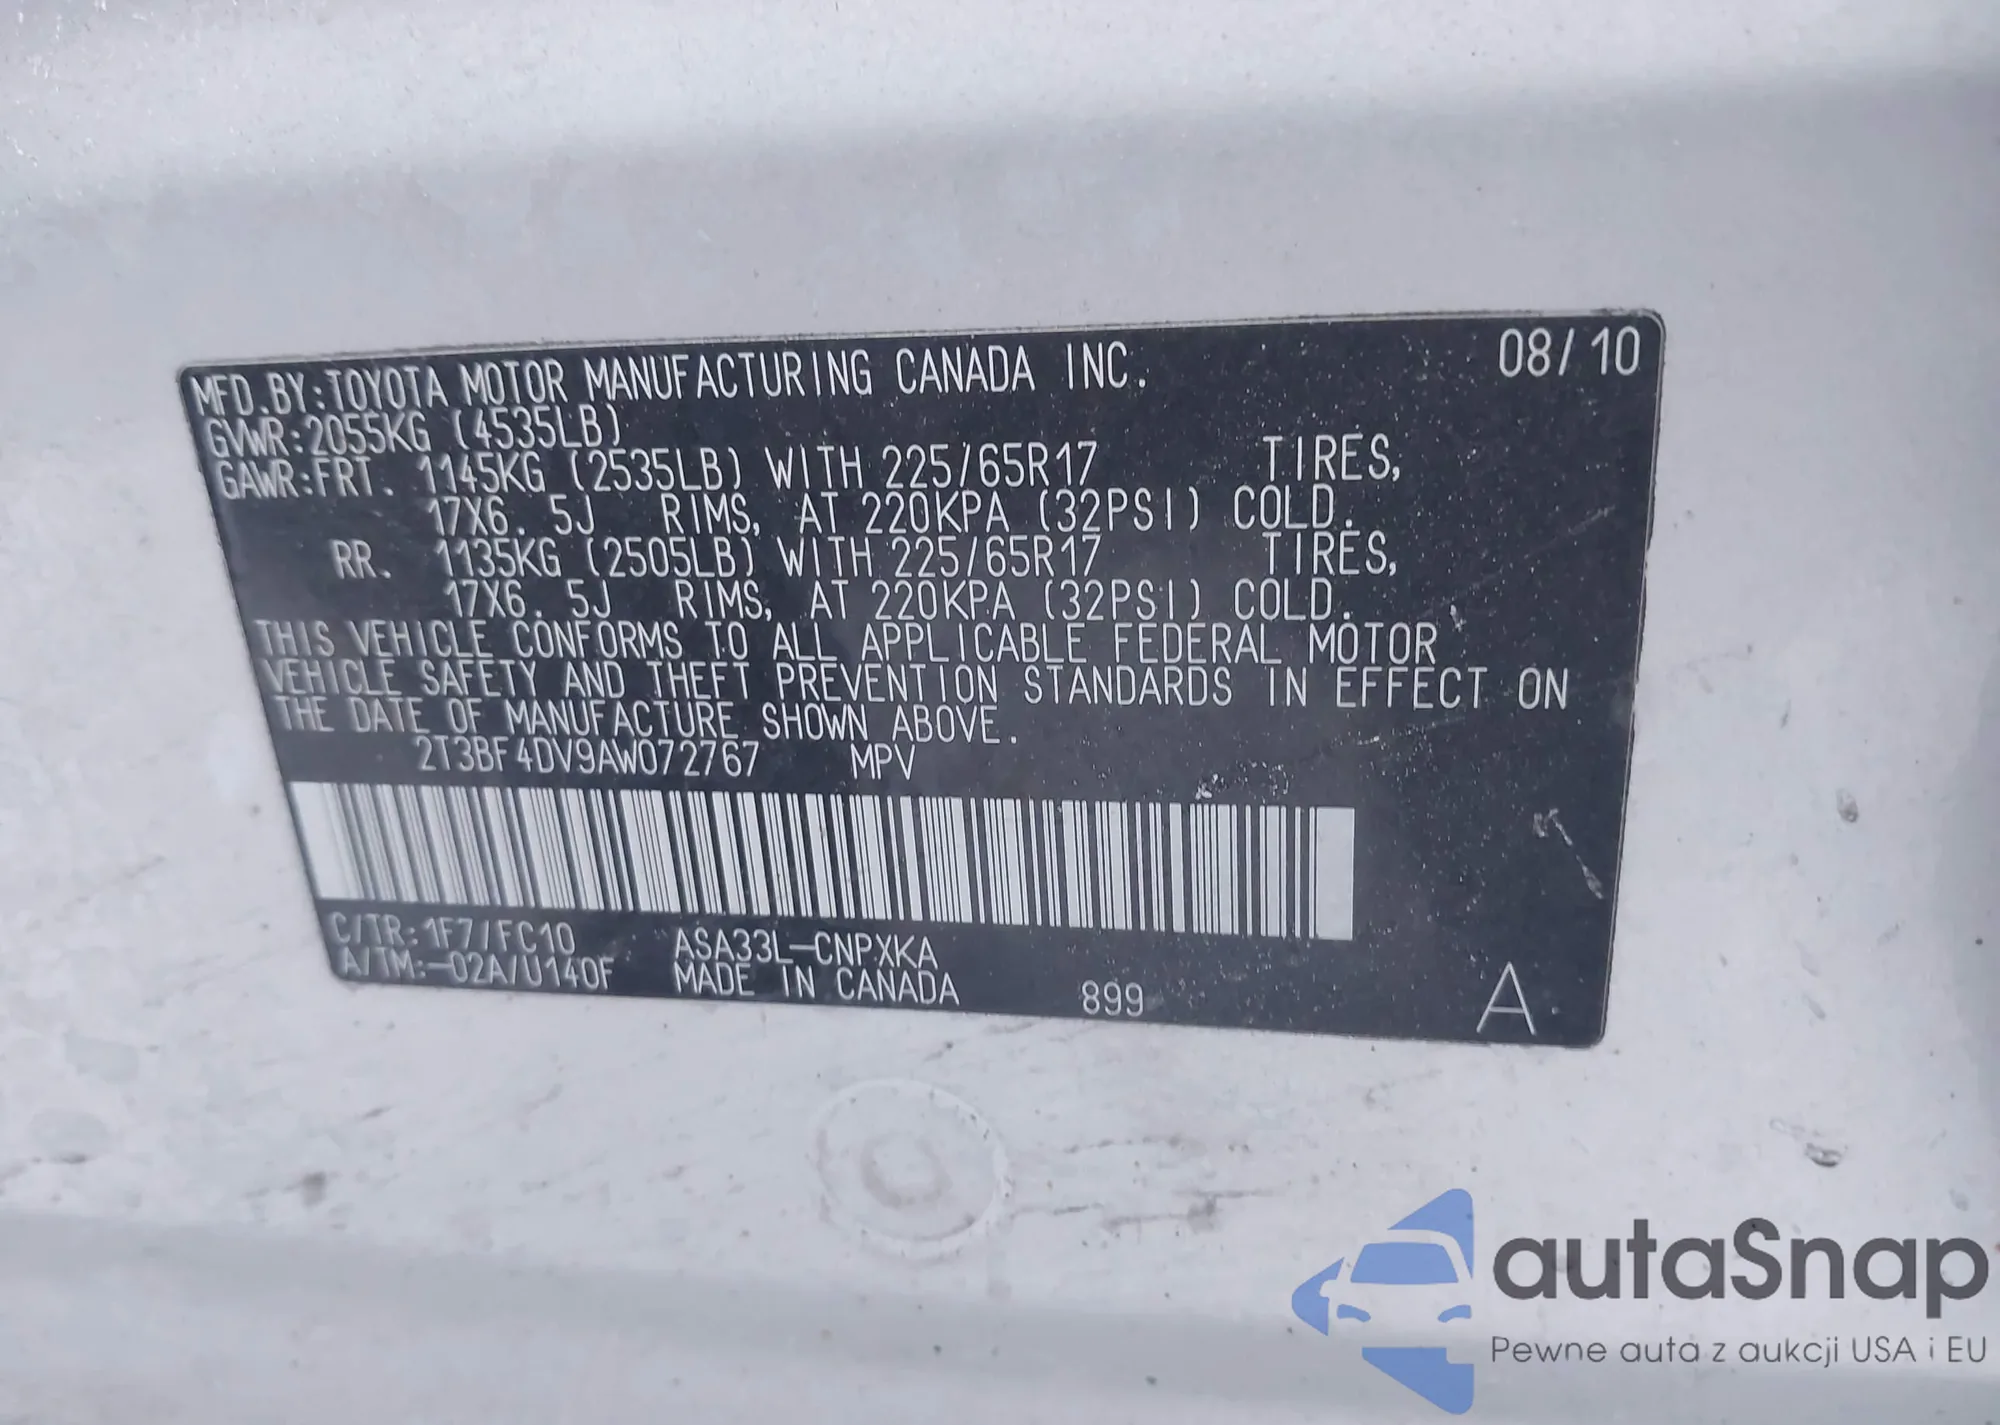 MFD.BY:TOYOTA MOTOR MANUFACTURING CANADA INC. 08/10
GVWR:2055KG (4535LB)
GAWR:FRT. 1145KG (2535LB) WITH 225/65R17 TIRES,
17X6.5J RIMS, AT 220KPA (32PSI) COLD.
RR. 1135KG (2505LB) WITH 225/65R17 TIRES,
17X6.5J RIMS, AT 220KPA (32PSI) COLD.
THIS VEHICLE CONFORMS TO ALL APPLICABLE FEDERAL MOTOR
VEHICLE SAFETY AND THEFT PREVENTION STANDARDS IN EFFECT ON
THE DATE OF MANUFACTURE SHOWN ABOVE.
2T3BF4DV9AW072767 MPV
C/TR:1F7/FC10 ASA33L-CNPXKA
A/TM:-02A/U140F MADE IN CANADA 899 A
autaSnap
Pewne auta z aukcji USA i EU